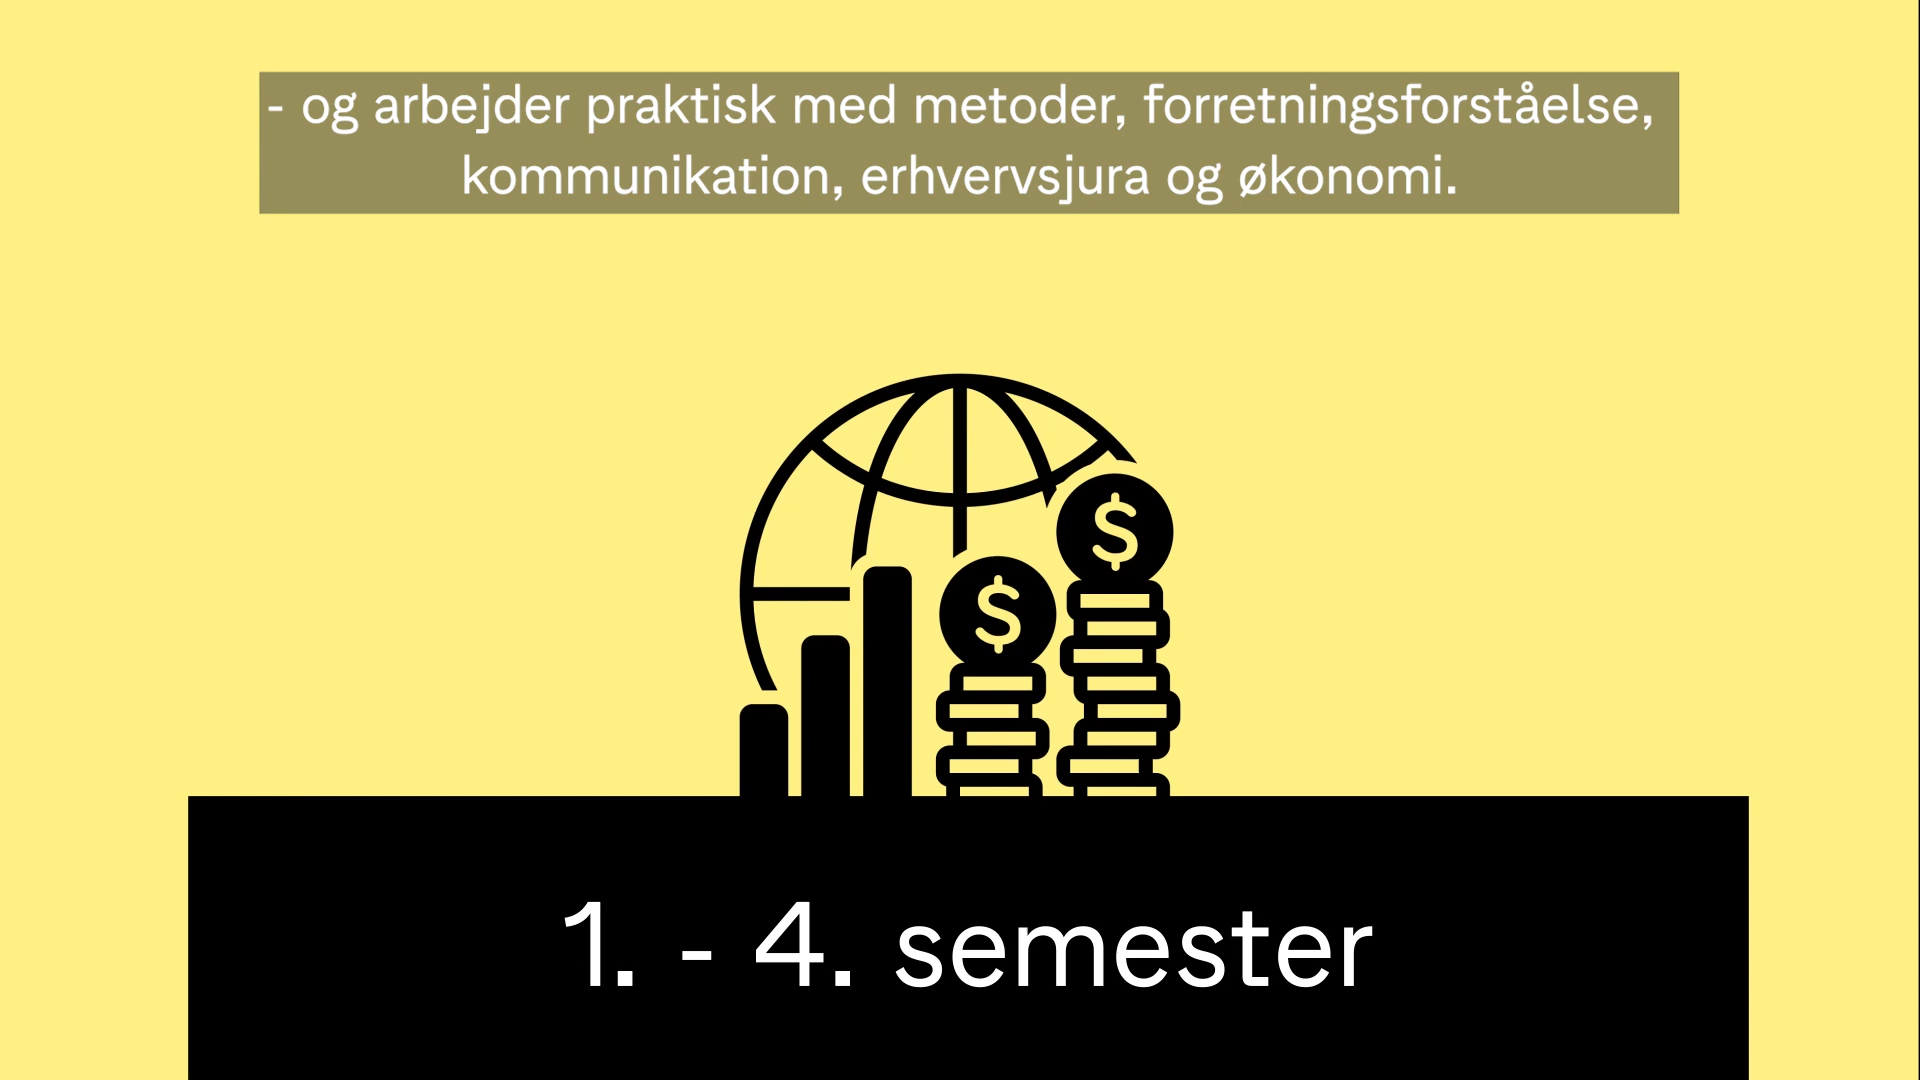 - og arbejder praktisk med metoder, forretningsforståelse,
kommunikation, erhvervsjura og økonomi.
$
$
1. - 4. semester